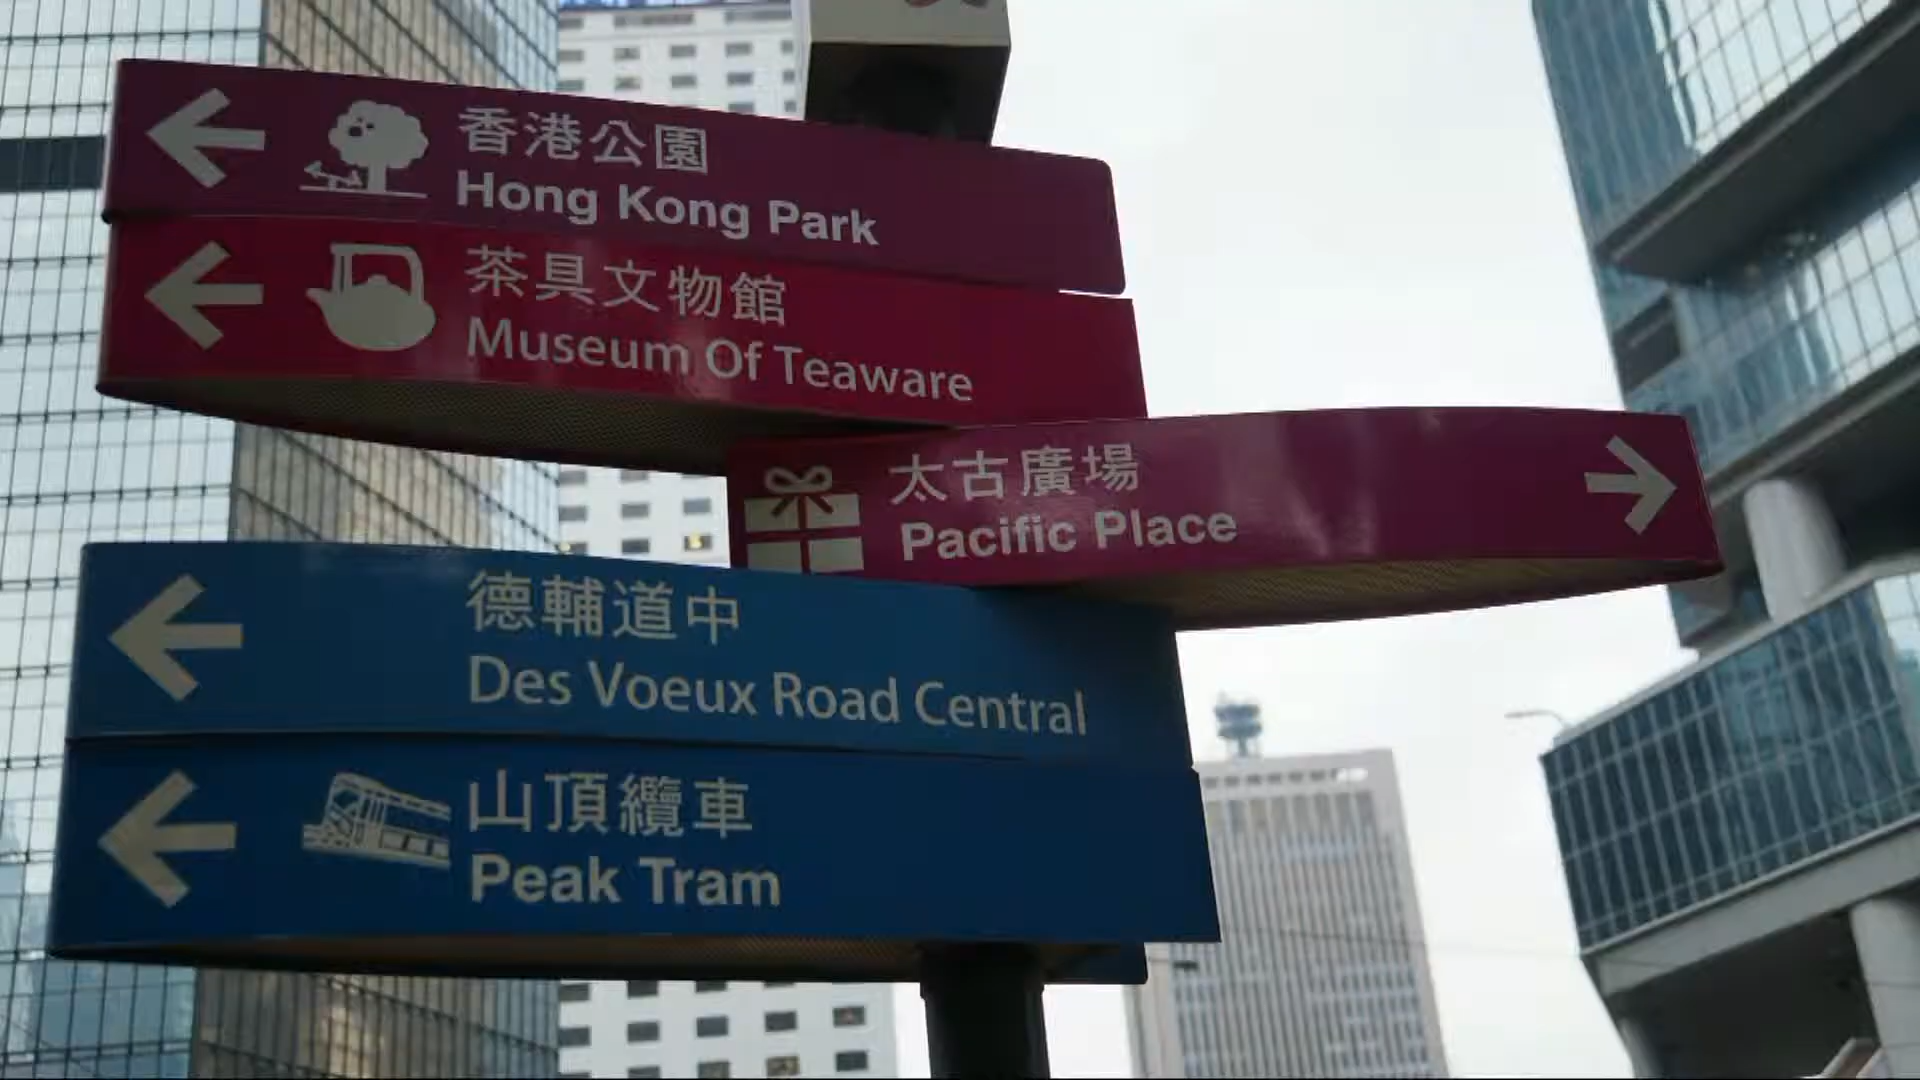 香港公園
Hong Kong Park
茶具文物館
Museum Of Teaware
太古廣場
Pacific Place
德輔道中
Des Voeux Road Central
山頂纜車
Peak Tram